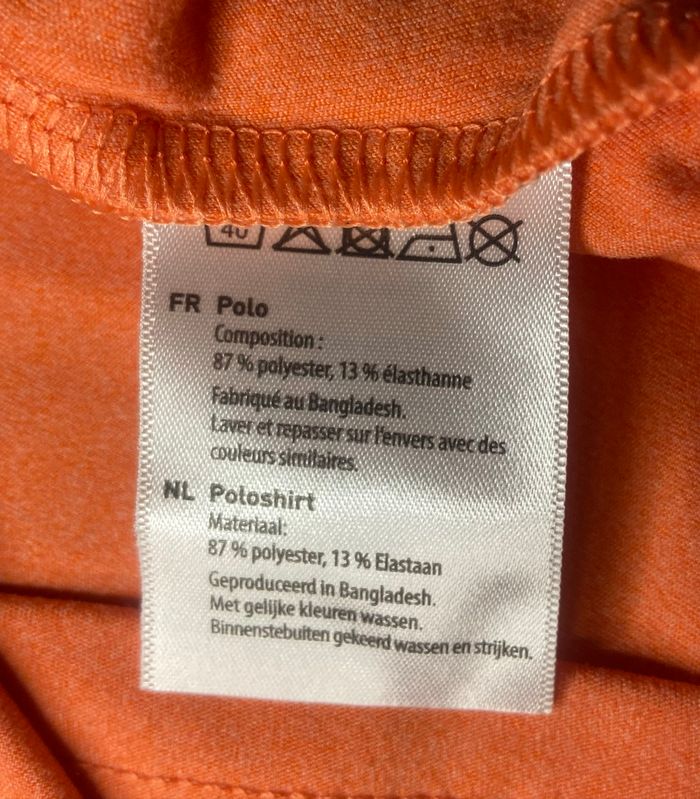 40
FR Polo
Composition :
87 % polyester, 13 % élasthanne
Fabriqué au Bangladesh.
Laver et repasser sur l'envers avec des
couleurs similaires.
NL Poloshirt
Materiaal:
87 % polyester, 13 % Elastaan
Geproduceerd in Bangladesh.
Met gelijke kleuren wassen.
Binnenstebuiten gekeerd wassen en strijken.